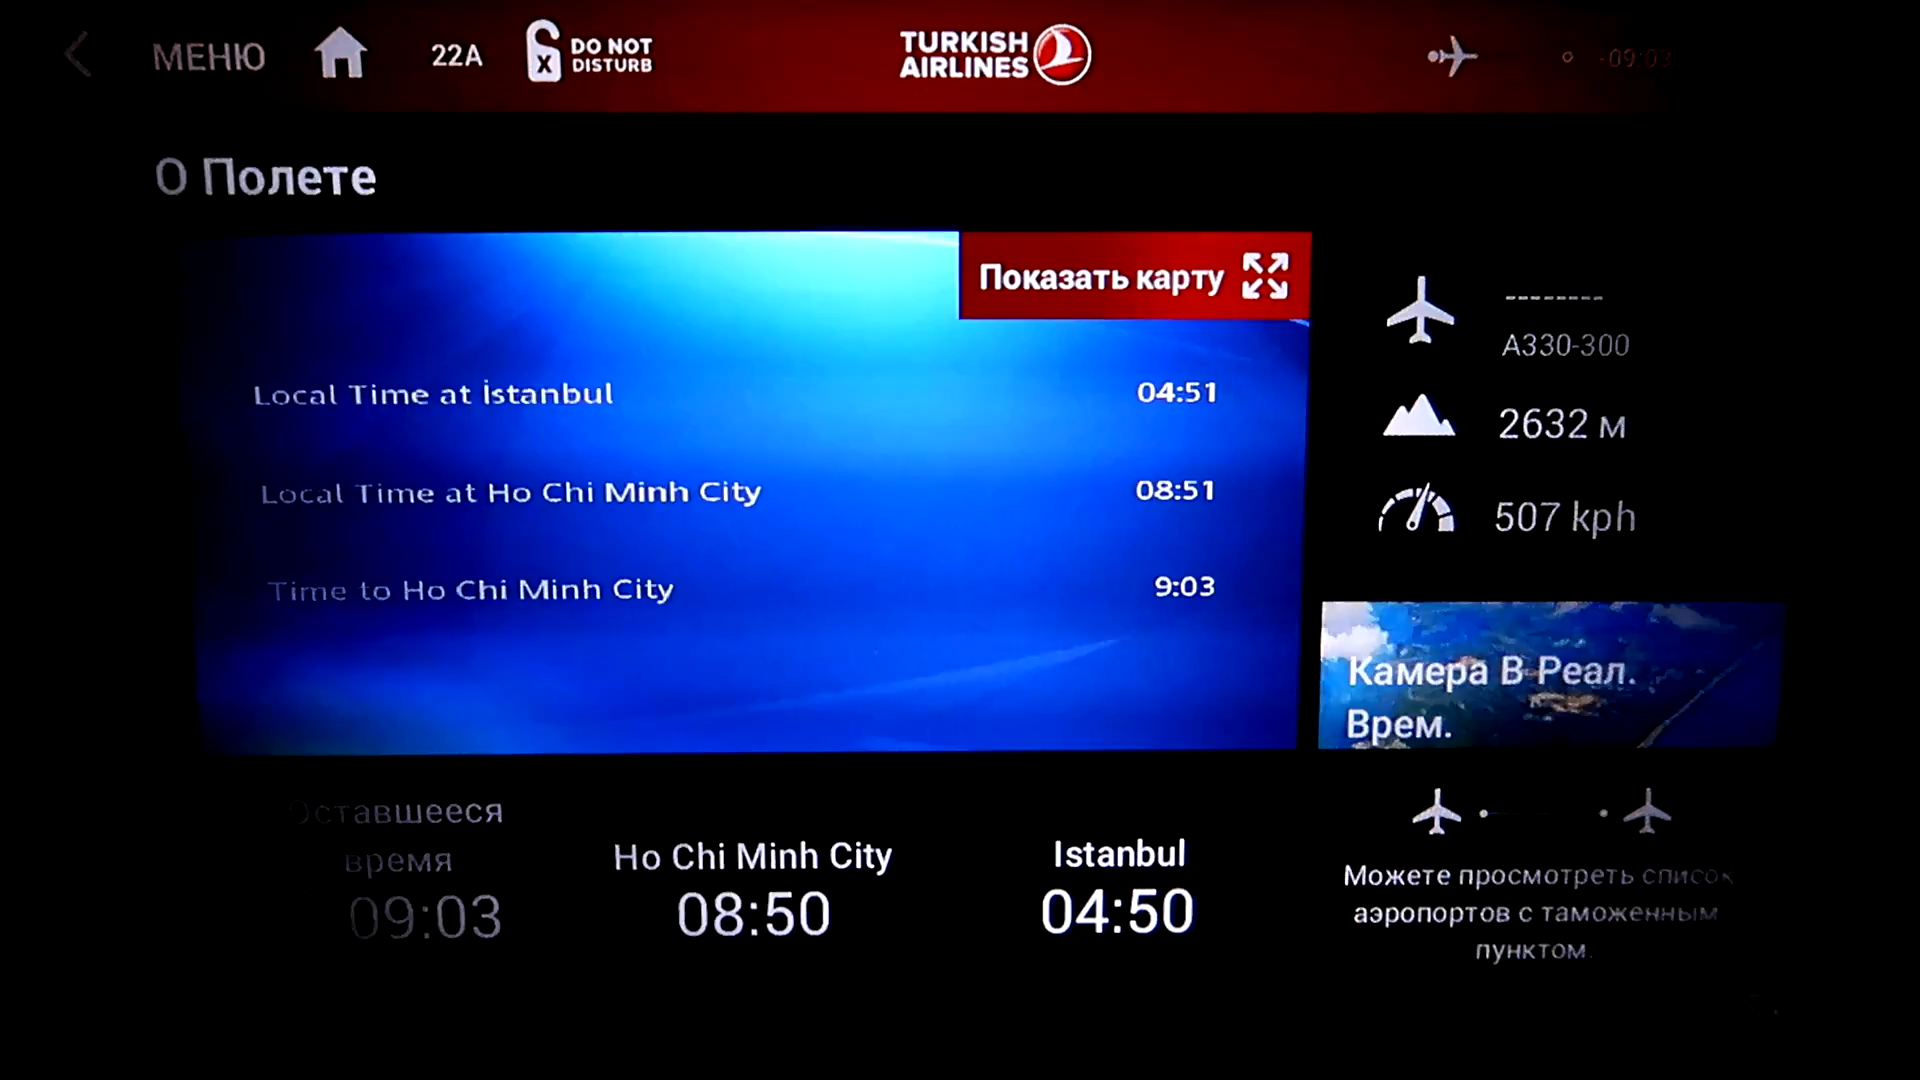 МЕНЮ
22A
X
DO NOT
DISTURB
TURKISH
AIRLINES
-09:03
О Полете
Показать карту
Local Time at İstanbul 04:51
Local Time at Ho Chi Minh City 08:51
Time to Ho Chi Minh City 9:03
--------
A330-300
2632 м
507 kph
Камера В Реал.
Врем.
Оставшееся
время
09:03
Ho Chi Minh City
08:50
Istanbul
04:50
Можете просмотреть список
аэропортов с таможенным
пунктом.